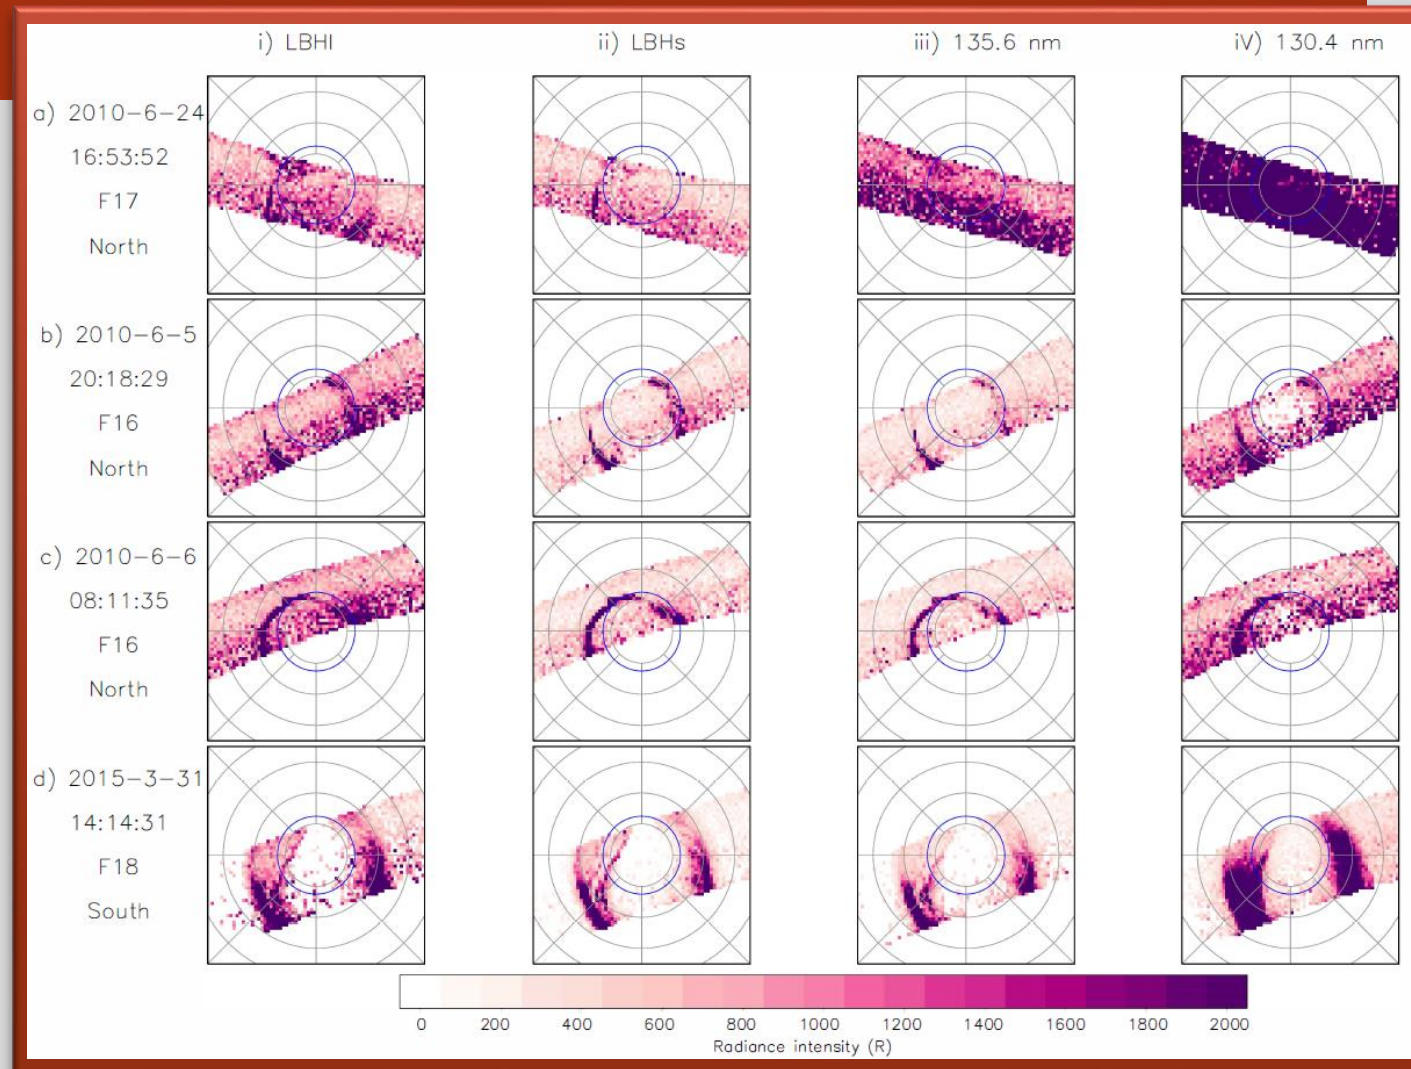 i) LBHl
ii) LBHs
iii) 135.6 nm
iV) 130.4 nm
a) 2010-6-24
16:53:52
F17
North
b) 2010-6-5
20:18:29
F16
North
c) 2010-6-6
08:11:35
F16
North
d) 2015-3-31
14:14:31
F18
South
0 200 400 600 800 1000 1200 1400 1600 1800 2000
Radiance intensity (R)